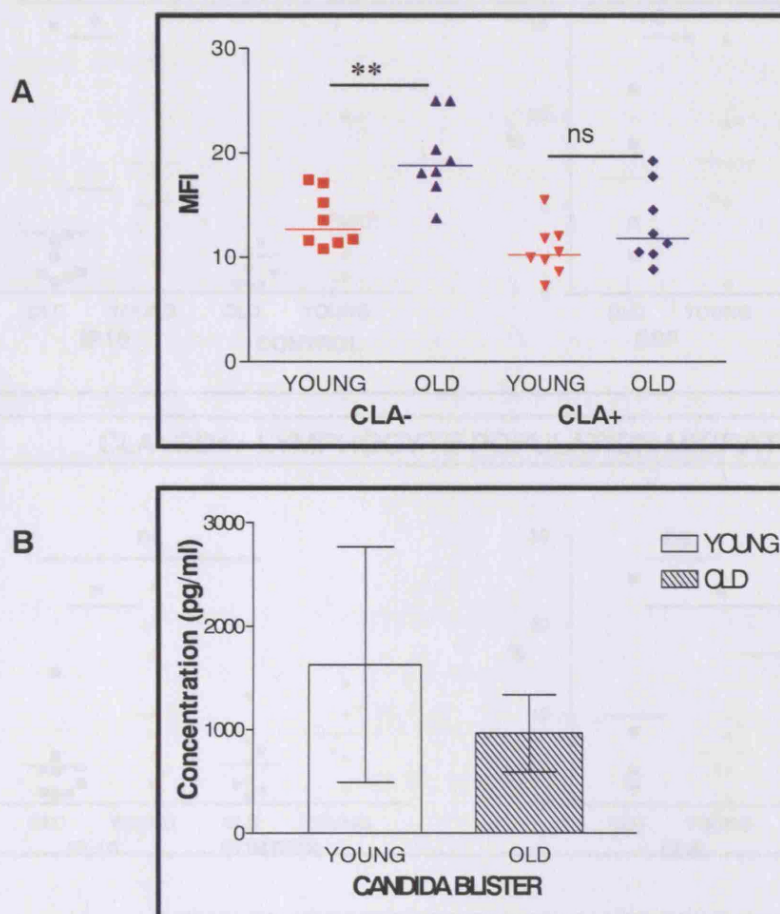 A
30
**
ns
20
MFI
10
0
YOUNG OLD YOUNG OLD
CLA- CLA+
B
3000
YOUNG
OLD
2000
Concentration (pg/ml)
1000
0
YOUNG OLD
CANDIDA BLISTER